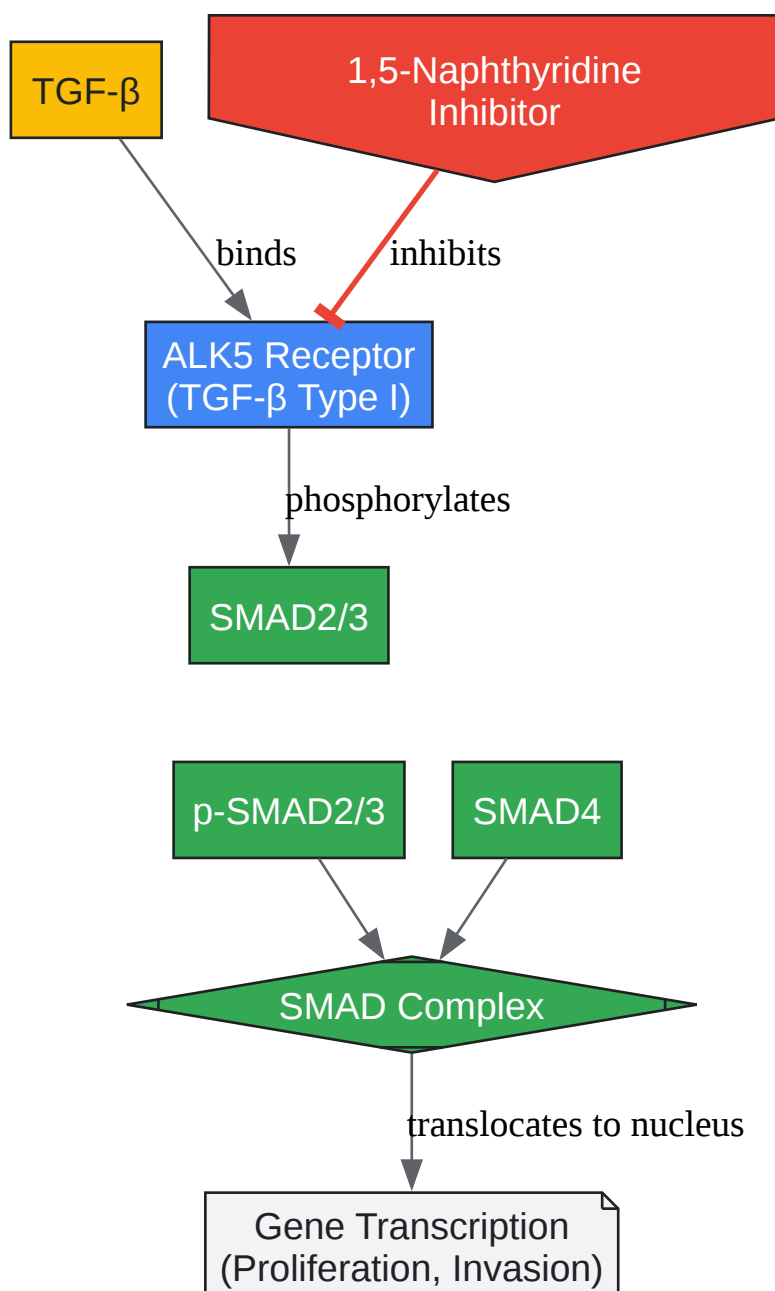 TGF-β
1,5-Naphthyridine
Inhibitor
binds
inhibits
ALK5 Receptor
(TGF-β Type I)
phosphorylates
SMAD2/3
p-SMAD2/3
SMAD4
SMAD Complex
translocates to nucleus
Gene Transcription
(Proliferation, Invasion)